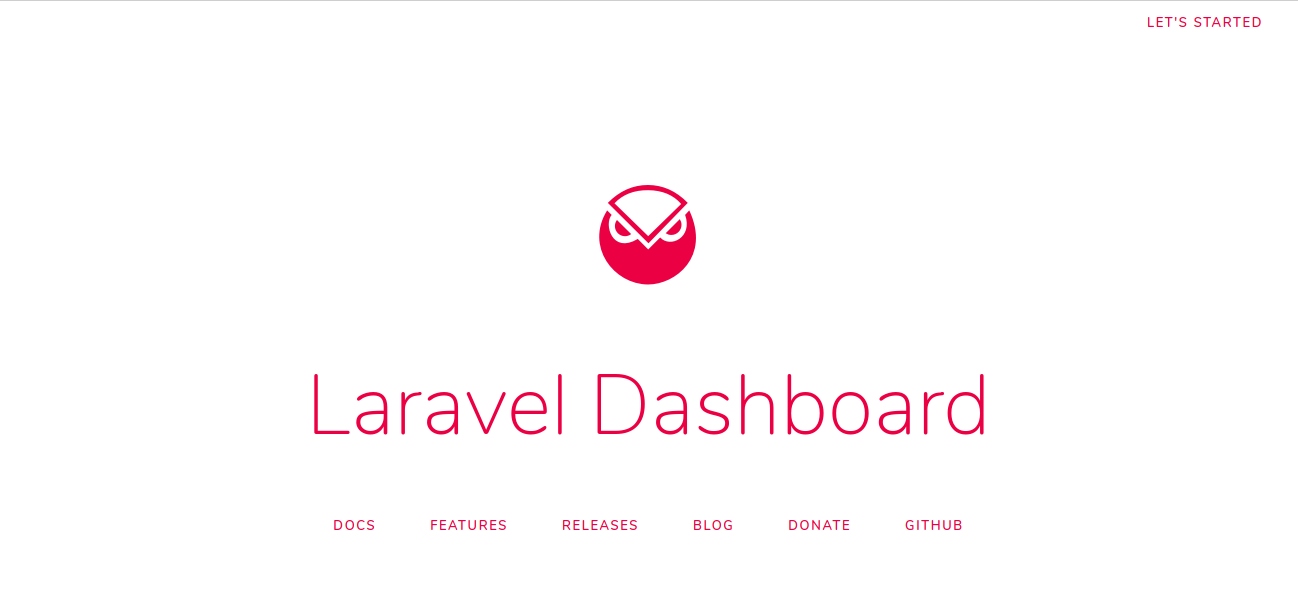 LET'S STARTED
Laravel Dashboard
DOCS FEATURES RELEASES BLOG DONATE GITHUB